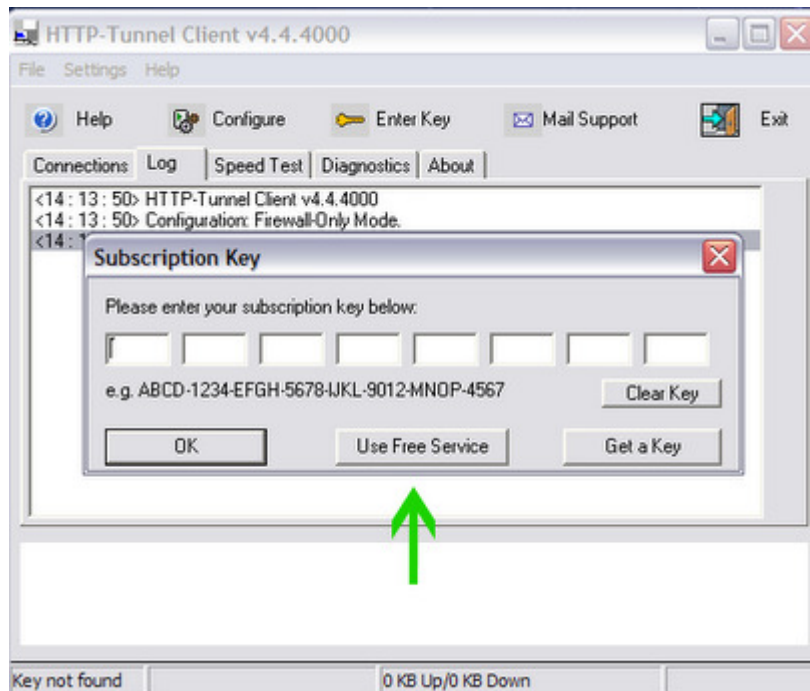 HTTP-Tunnel Client v4.4.4000
File Settings Help
Help Configure Enter Key Mail Support Exit
Connections Log Speed Test Diagnostics About
<14 : 13 : 50> HTTP-Tunnel Client v4.4.4000
<14 : 13 : 50> Configuration: Firewall-Only Mode.
<14 : 1
Subscription Key
Please enter your subscription key below:
e.g. ABCD-1234-EFGH-5678-IJKL-9012-MNOP-4567
Clear Key
OK Use Free Service Get a Key
Key not found 0 KB Up/0 KB Down